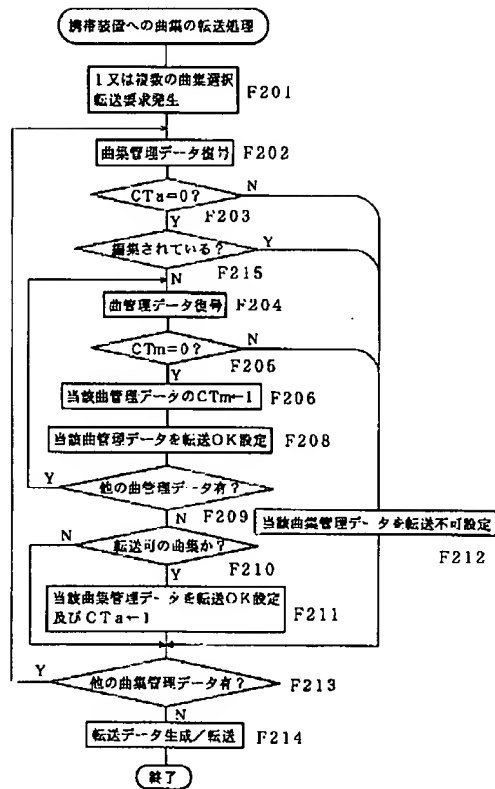 携帯装置への曲集の転送処理
1又は複数の曲集選択
転送要求発生
F201
曲集管理データ復号
F202
CTa=0?
N
F203
Y
編集されている?
Y
F215
N
曲管理データ復号
F204
CTm=0?
N
F205
Y
当該曲管理データのCTm←1
F206
当該曲管理データを転送OK設定
F208
Y
他の曲管理データ有?
N
F209
当該曲集管理データを転送不可設定
F212
N
転送可の曲集か?
Y
F210
当該曲集管理データを転送OK設定
及びCTa←1
F211
Y
他の曲集管理データ有?
F213
N
転送データ生成/転送
F214
終了